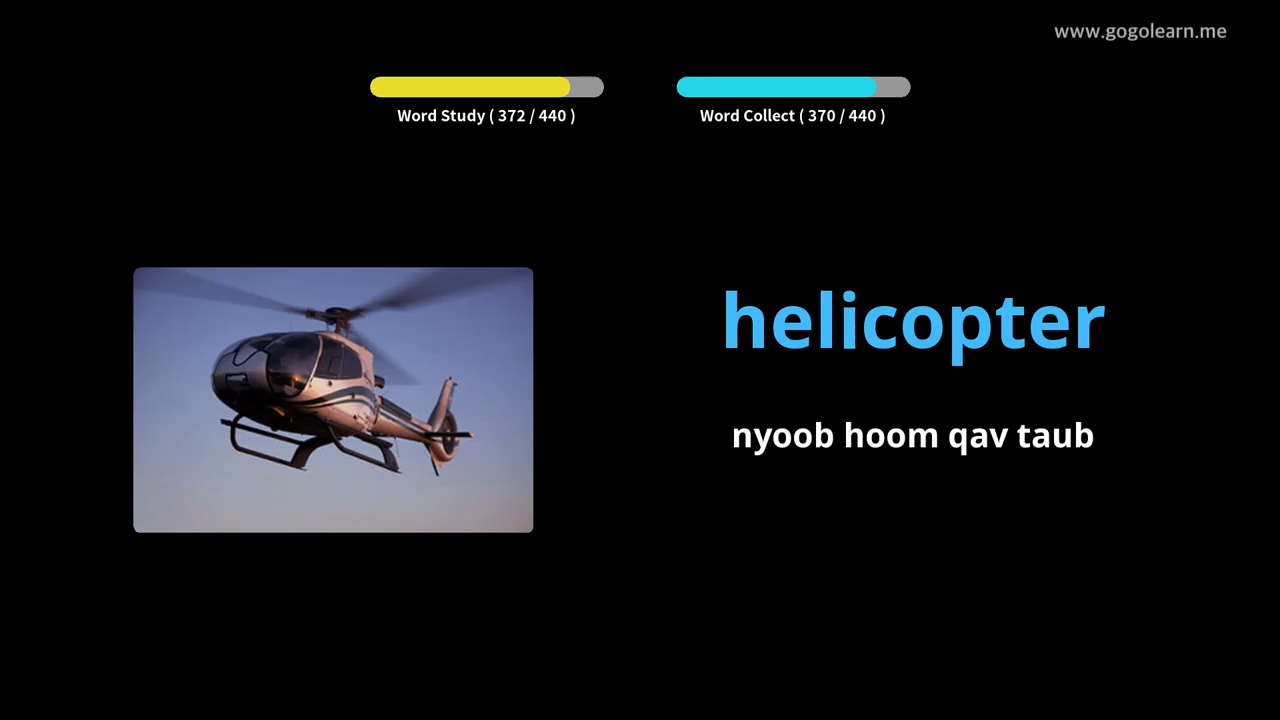 www.gogolearn.me
Word Study ( 372 / 440 )
Word Collect ( 370 / 440 )
helicopter
nyoob hoom qav taub